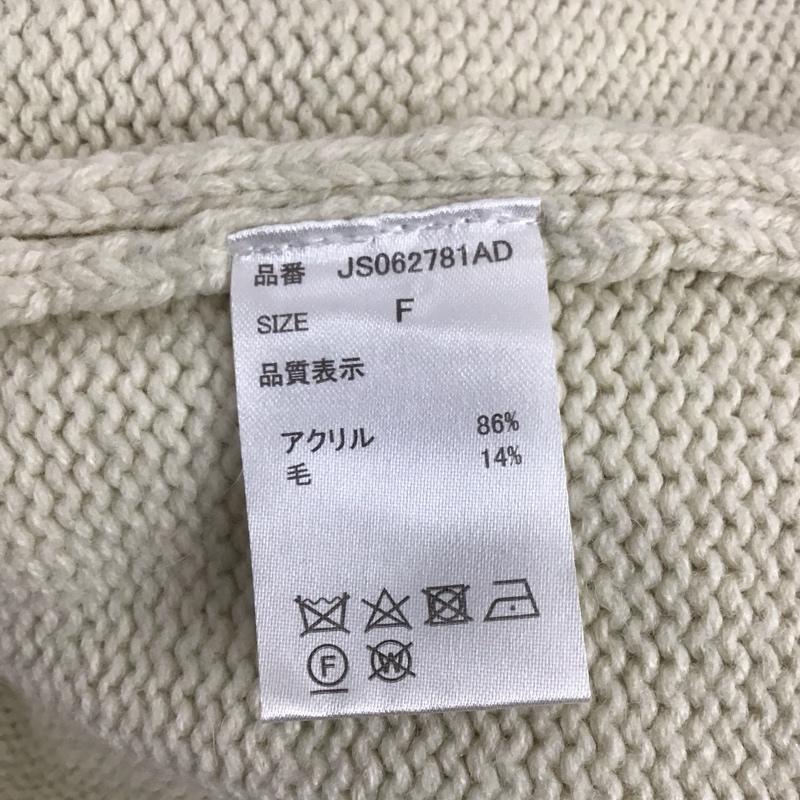 品番 JS062781AD
SIZE F
品質表示
アクリル 86%
毛 14%
F W